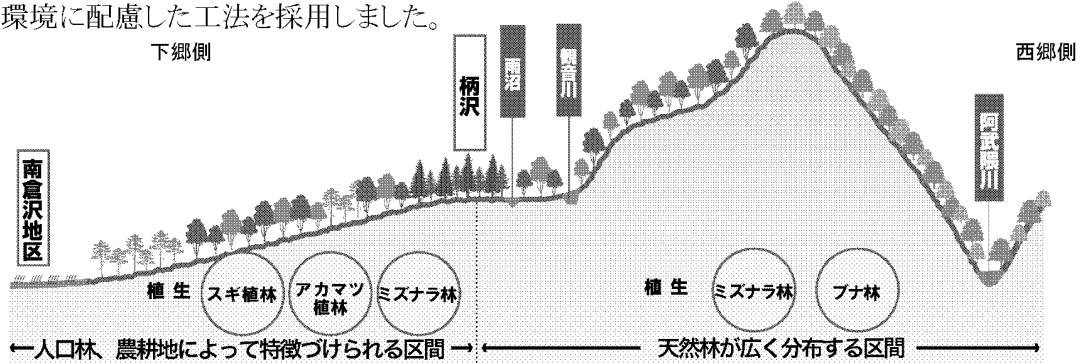 環境に配慮した工法を採用しました。
下郷側
西郷側
南倉沢地区
柄沢
雨沼
観音川
阿武隈川
植生
スギ植林
アカマツ
植林
ミズナラ林
植生
ミズナラ林
ブナ林
人口林、農耕地によって特徴づけられる区間
天然林が広く分布する区間